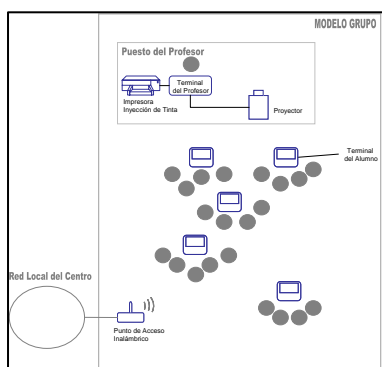 MODELO GRUPO
Puesto del Profesor
Terminal
del Profesor
Impresora
Inyección de Tinta
Proyector
Terminal
del Alumno
Red Local del Centro
Punto de Acceso
Inalámbrico